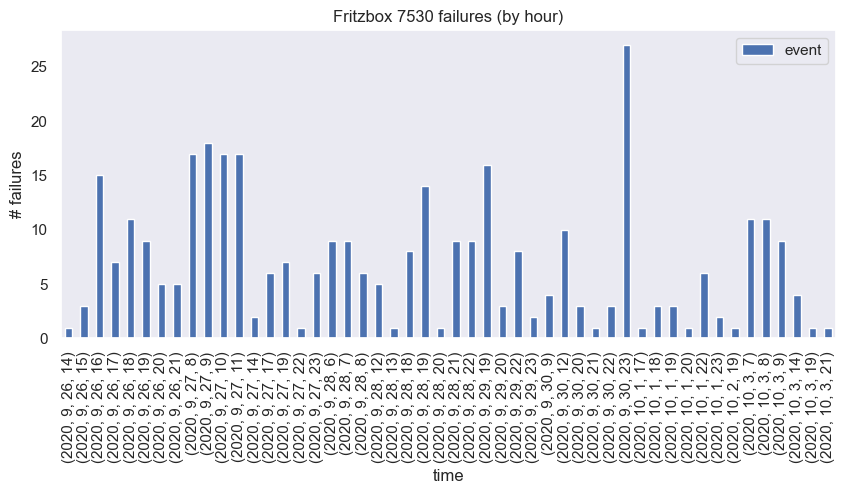 Fritzbox 7530 failures (by hour)
event
# failures
25
20
15
10
5
0
(2020, 9, 26, 14)
(2020, 9, 26, 15)
(2020, 9, 26, 16)
(2020, 9, 26, 17)
(2020, 9, 26, 18)
(2020, 9, 26, 19)
(2020, 9, 26, 20)
(2020, 9, 26, 21)
(2020, 9, 27, 8)
(2020, 9, 27, 9)
(2020, 9, 27, 10)
(2020, 9, 27, 11)
(2020, 9, 27, 14)
(2020, 9, 27, 17)
(2020, 9, 27, 19)
(2020, 9, 27, 22)
(2020, 9, 27, 23)
(2020, 9, 28, 6)
(2020, 9, 28, 7)
(2020, 9, 28, 8)
(2020, 9, 28, 12)
(2020, 9, 28, 13)
(2020, 9, 28, 18)
(2020, 9, 28, 19)
(2020, 9, 28, 20)
(2020, 9, 28, 21)
(2020, 9, 28, 22)
(2020, 9, 29, 19)
(2020, 9, 29, 20)
(2020, 9, 29, 22)
(2020, 9, 29, 23)
(2020, 9, 30, 9)
(2020, 9, 30, 12)
(2020, 9, 30, 20)
(2020, 9, 30, 21)
(2020, 9, 30, 22)
(2020, 9, 30, 23)
(2020, 10, 1, 17)
(2020, 10, 1, 18)
(2020, 10, 1, 19)
(2020, 10, 1, 20)
(2020, 10, 1, 22)
(2020, 10, 1, 23)
(2020, 10, 2, 19)
(2020, 10, 3, 7)
(2020, 10, 3, 8)
(2020, 10, 3, 9)
(2020, 10, 3, 14)
(2020, 10, 3, 19)
(2020, 10, 3, 21)
time